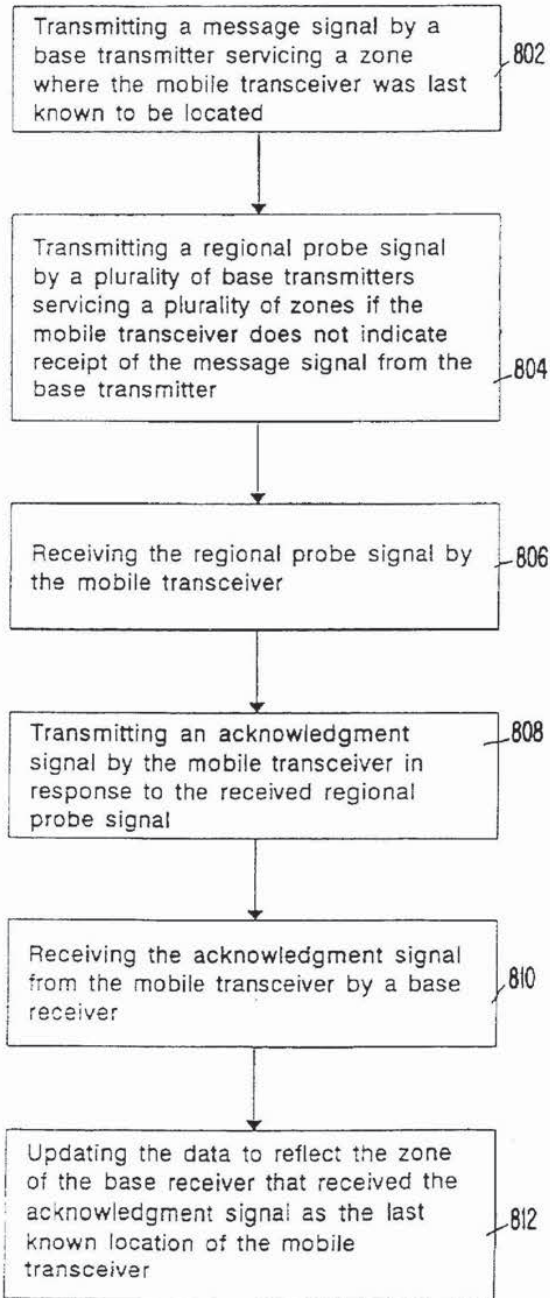 Transmitting a message signal by a
base transmitter servicing a zone
where the mobile transceiver was last
known to be located
802
Transmitting a regional probe signal
by a plurality of base transmitters
servicing a plurality of zones if the
mobile transceiver does not indicate
receipt of the message signal from the
base transmitter
804
Receiving the regional probe signal by
the mobile transceiver
806
Transmitting an acknowledgment
signal by the mobile transceiver in
response to the received regional
probe signal
808
Receiving the acknowledgment signal
from the mobile transceiver by a base
receiver
810
Updating the data to reflect the zone
of the base receiver that received the
acknowledgment signal as the last
known location of the mobile
transceiver
812